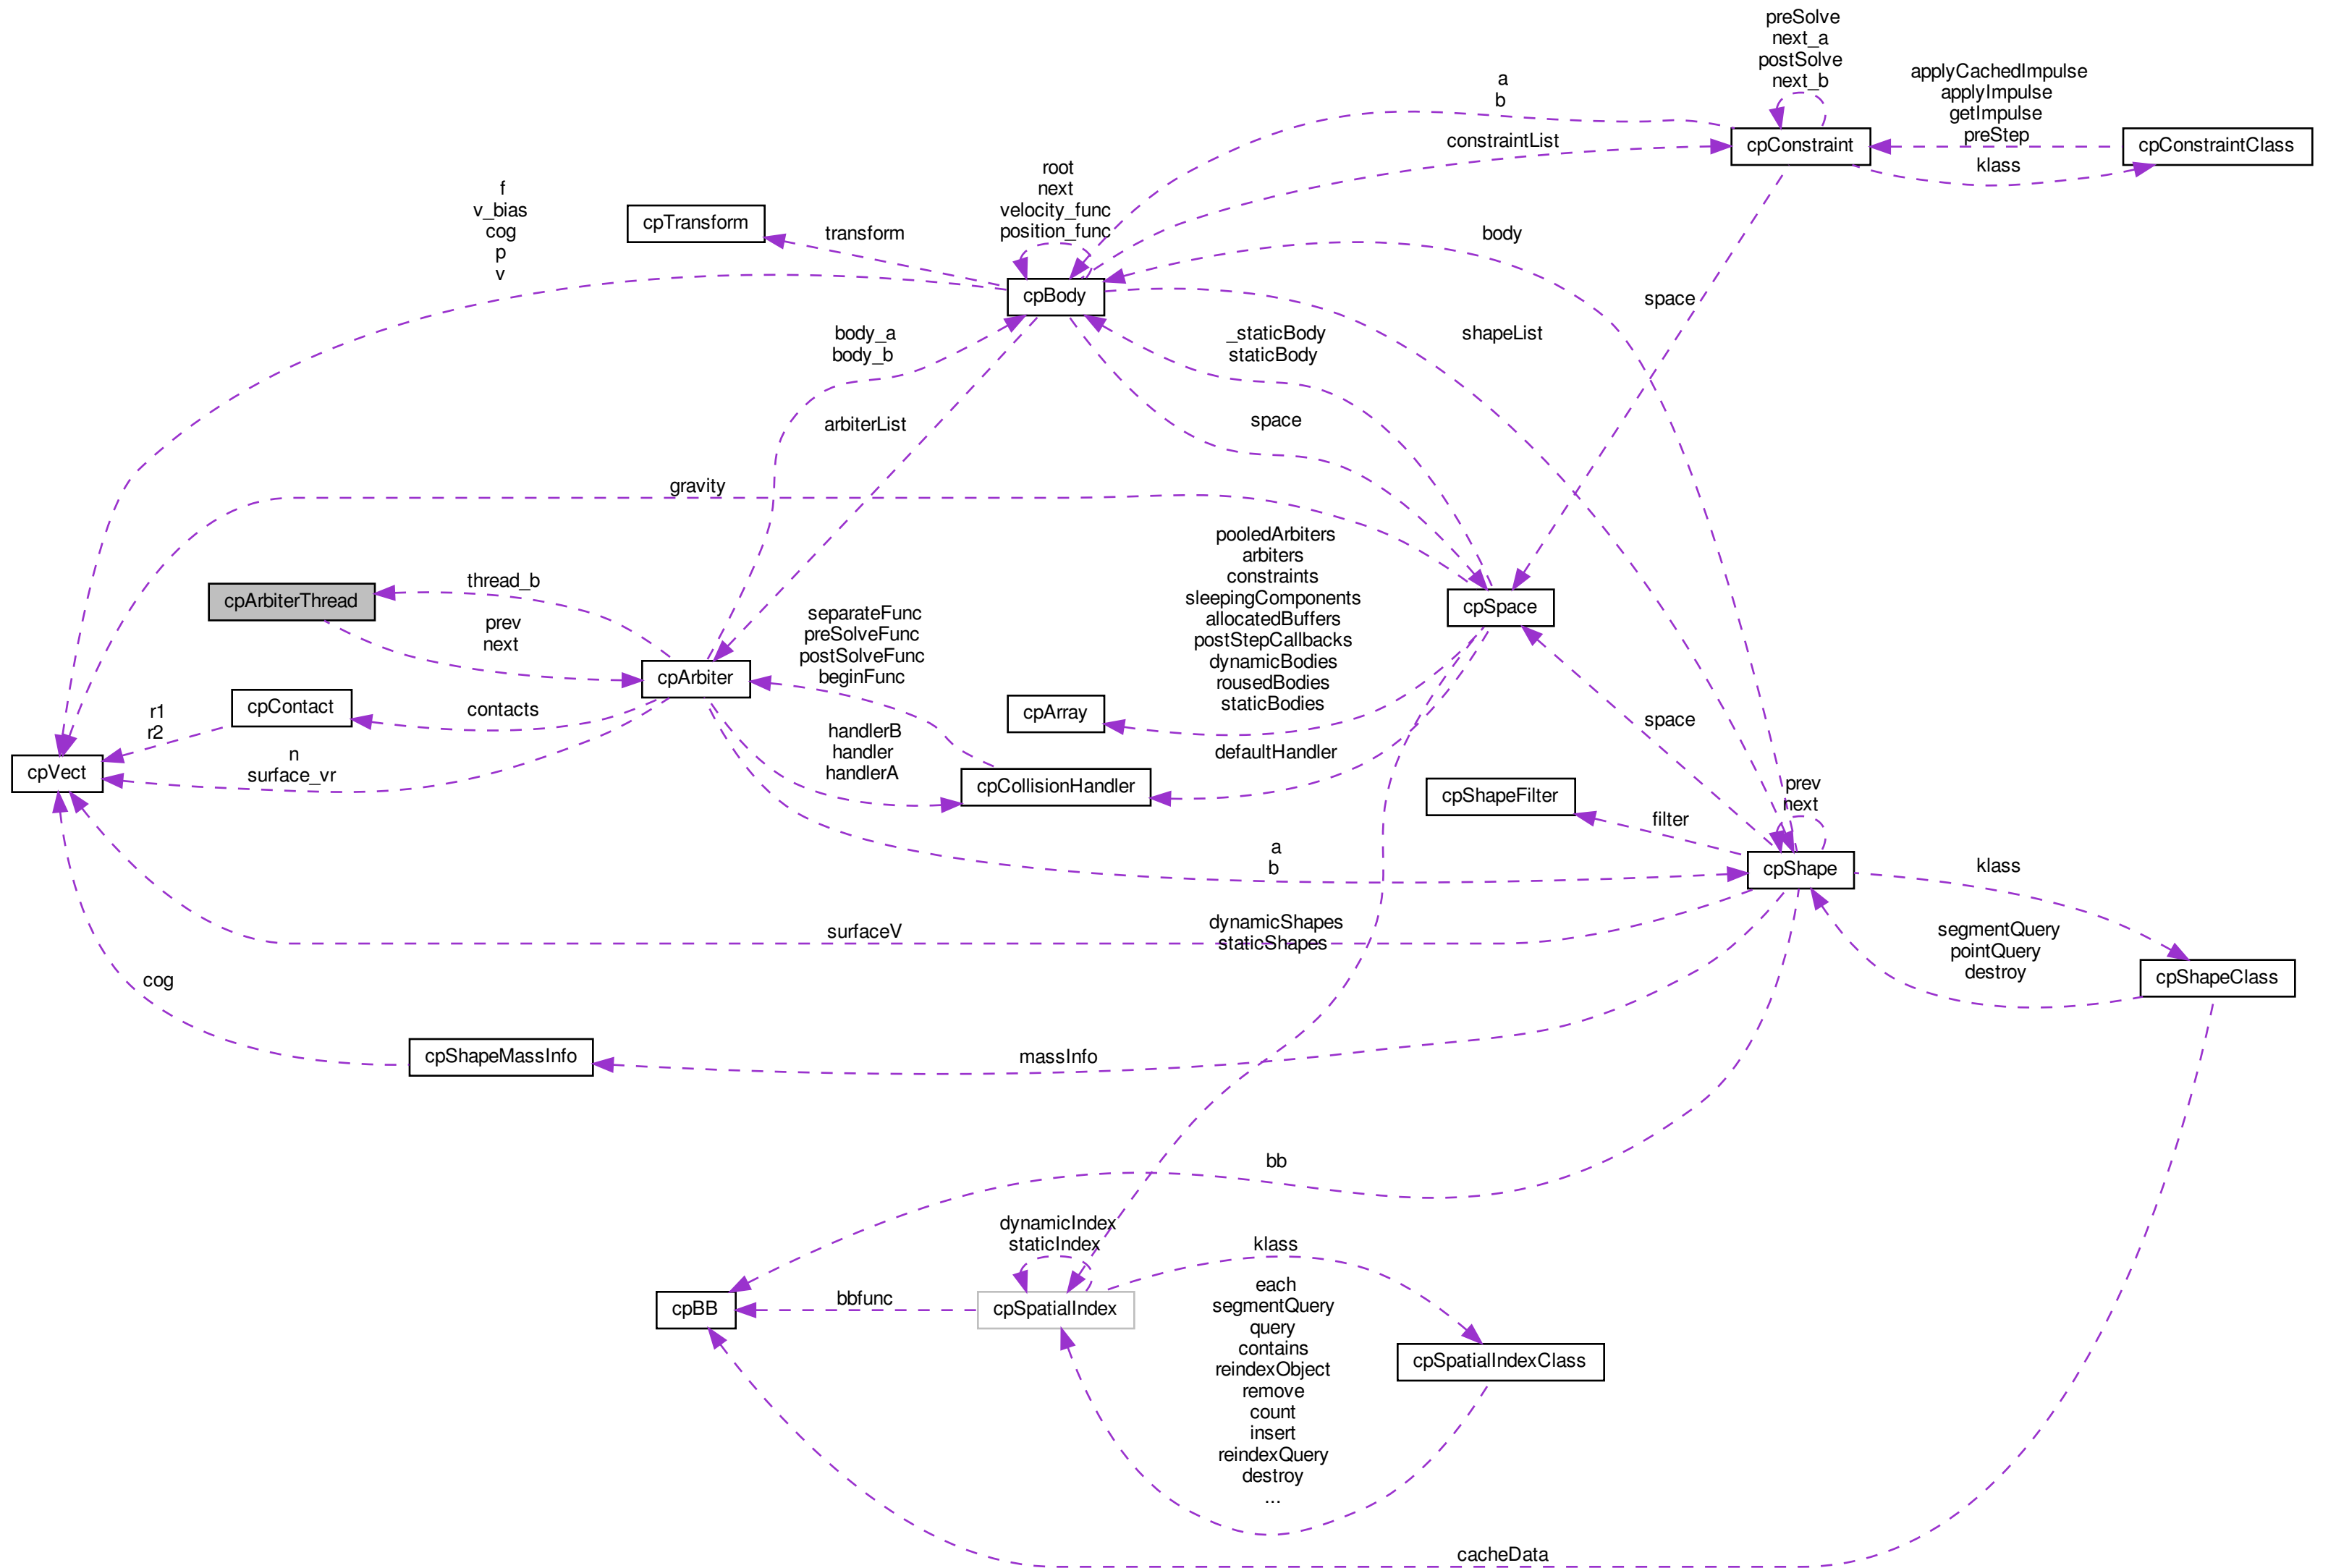 preSolve
next_a
postSolve
next_b
a
b
applyCachedImpulse
applyImpulse
getImpulse
preStep
constraintList
cpConstraint
cpConstraintClass
klass
root
next
velocity_func
position_func
f
v_bias
cog
p
v
cpTransform
transform
body
cpBody
space
body_a
body_b
_staticBody
staticBody
shapeList
arbiterList
space
gravity
pooledArbiters
arbiters
constraints
sleepingComponents
allocatedBuffers
postStepCallbacks
dynamicBodies
rousedBodies
staticBodies
thread_b
cpArbiterThread
cpSpace
separateFunc
preSolveFunc
postSolveFunc
beginFunc
prev
next
cpArbiter
cpContact
contacts
r1
r2
cpArray
space
handlerB
handler
handlerA
defaultHandler
n
surface_vr
cpVect
cpCollisionHandler
cpShapeFilter
prev
next
filter
a
b
cpShape
klass
surfaceV
dynamicShapes
staticShapes
segmentQuery
pointQuery
destroy
cog
cpShapeClass
cpShapeMassInfo
massInfo
bb
dynamicIndex
staticIndex
klass
cpBB
bbfunc
cpSpatialIndex
each
segmentQuery
query
contains
reindexObject
remove
count
insert
reindexQuery
destroy
...
cpSpatialIndexClass
cacheData